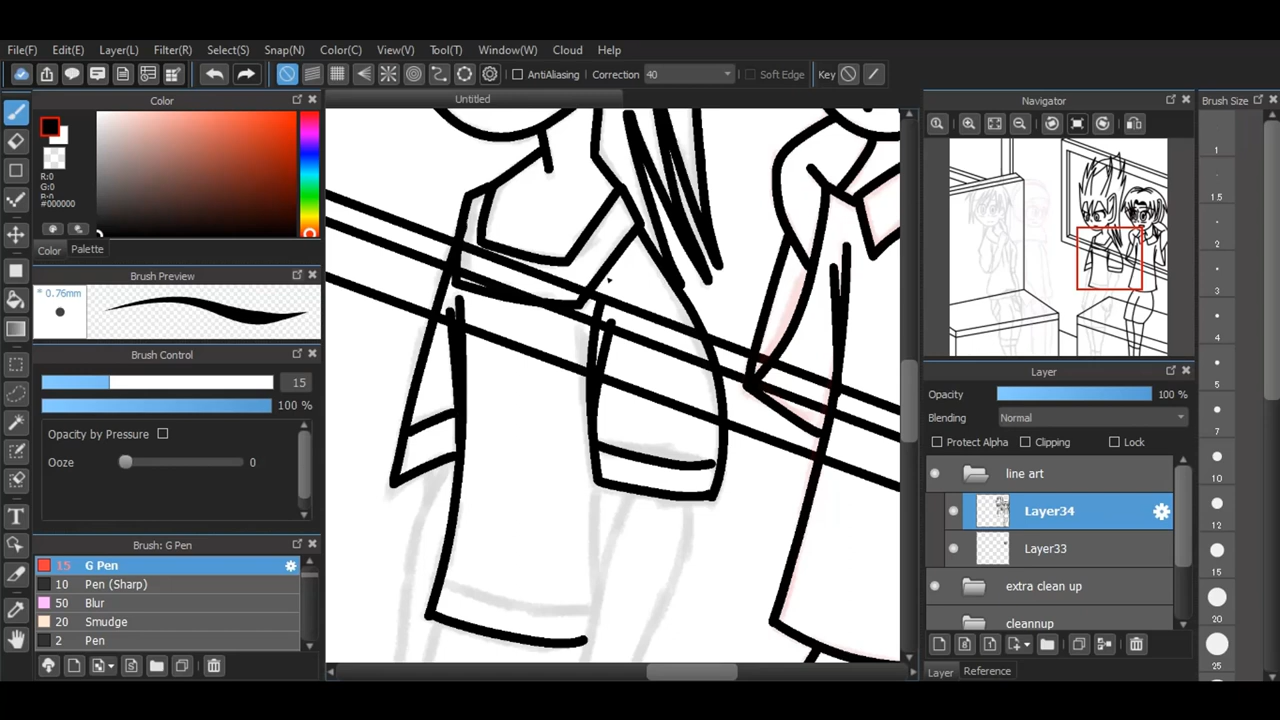 File(F) Edit(E) Layer(L) Filter(R) Select(S) Snap(N) Color(C) View(V) Tool(T) Window(W) Cloud Help
AntiAliasing Correction 40 Soft Edge Key
Color
R:0
G:0
B:0
#000000
Color Palette
Brush Preview
* 0.76mm
Brush Control
15
100 %
Opacity by Pressure
Ooze 0
Brush: G Pen
15 G Pen
10 Pen (Sharp)
50 Blur
20 Smudge
2 Pen
Untitled
Navigator
Layer
Opacity 100 %
Blending Normal
Protect Alpha Clipping Lock
line art
Layer34
Layer33
extra clean up
cleannup
Layer Reference
Brush Size
1
1.5
2
3
4
5
7
10
12
15
20
25